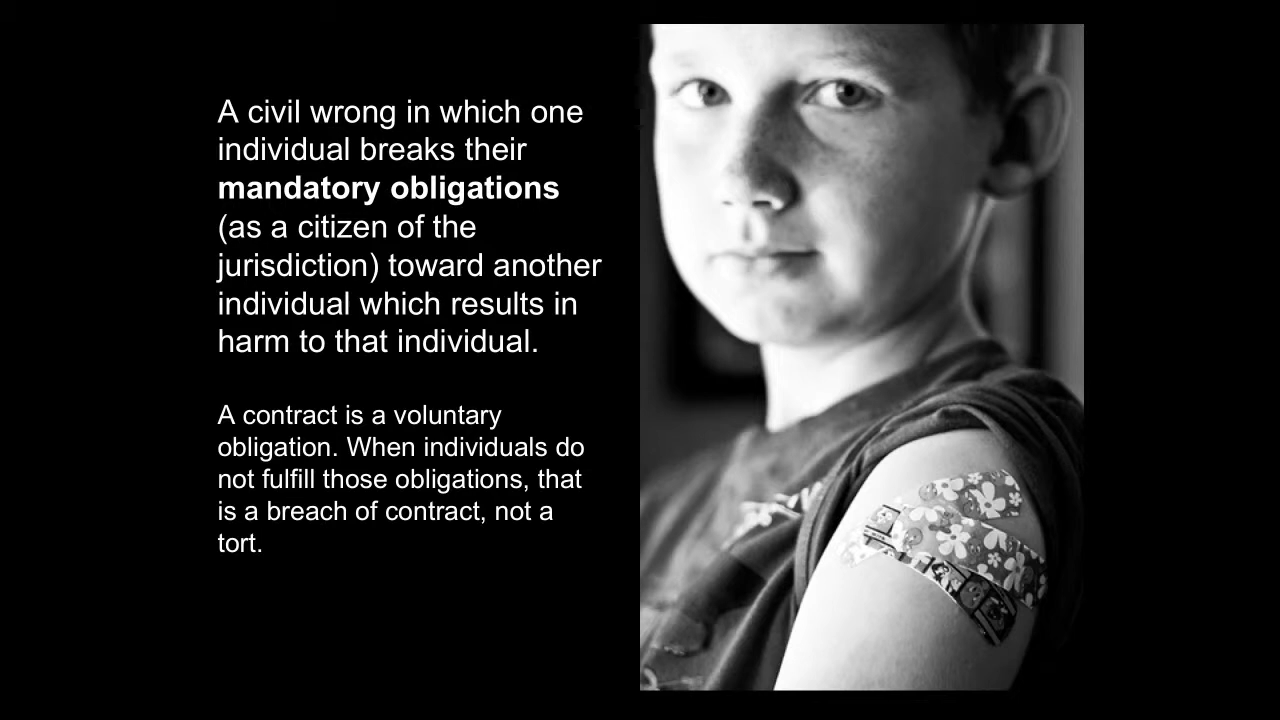 A civil wrong in which one
individual breaks their
mandatory obligations
(as a citizen of the
jurisdiction) toward another
individual which results in
harm to that individual.
A contract is a voluntary
obligation. When individuals do
not fulfill those obligations, that
is a breach of contract, not a
tort.